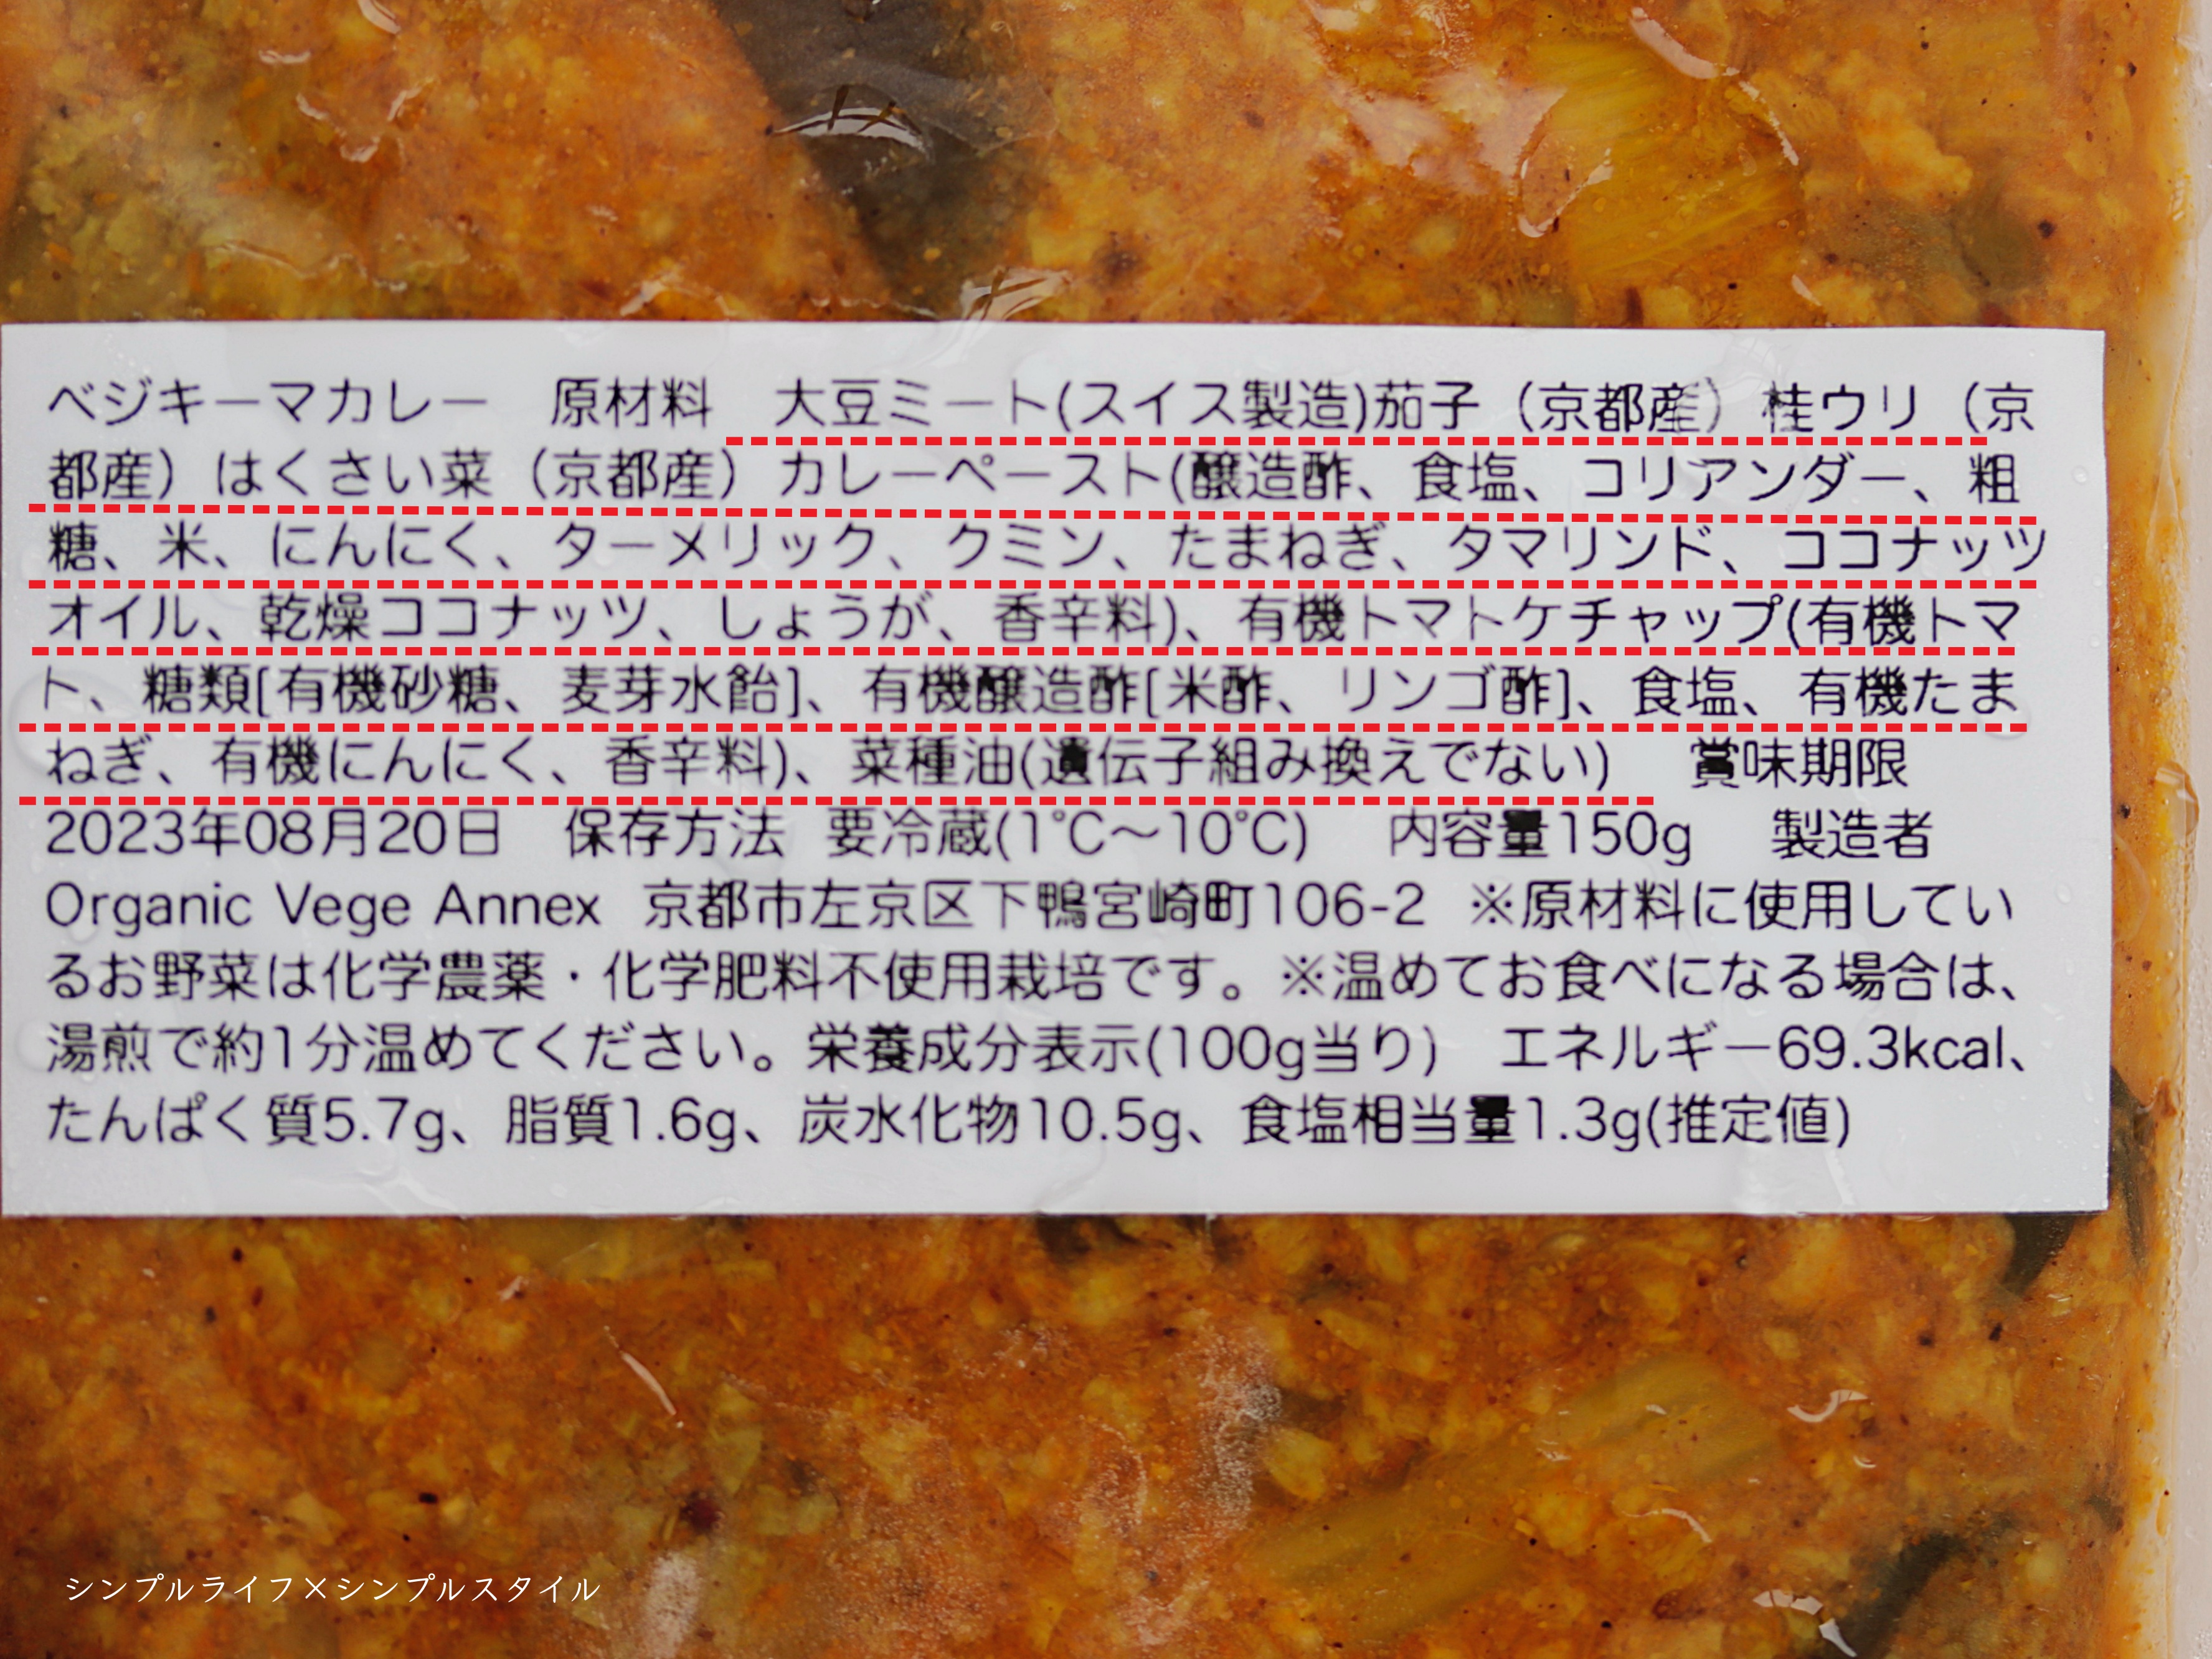 ベジキーマカレー　原材料　大豆ミート(スイス製造)茄子（京都産）桂ウリ（京
都産）はくさい菜（京都産）カレーペースト(醸造酢、食塩、コリアンダー、粗
糖、米、にんにく、ターメリック、クミン、たまねぎ、タマリンド、ココナッツ
オイル、乾燥ココナッツ、しょうが、香辛料)、有機トマトケチャップ(有機トマ
ト、糖類[有機砂糖、麦芽水飴]、有機醸造酢[米酢、リンゴ酢]、食塩、有機たま
ねぎ、有機にんにく、香辛料)、菜種油(遺伝子組み換えでない)　賞味期限
2023年08月20日　保存方法　要冷蔵(1℃〜10℃)　内容量150g　製造者
Organic Vege Annex 京都市左京区下鴨宮崎町106-2 ※原材料に使用してい
るお野菜は化学農薬・化学肥料不使用栽培です。※温めてお食べになる場合は、
湯煎で約1分温めてください。栄養成分表示(100g当り)　エネルギー69.3kcal、
たんぱく質5.7g、脂質1.6g、炭水化物10.5g、食塩相当量1.3g(推定値)
シンプルライフ×シンプルスタイル